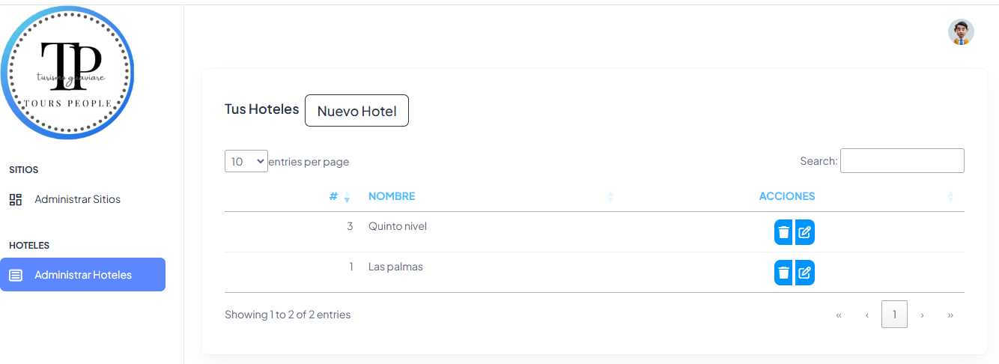 TP
turismo guaviare
TOURS PEOPLE
SITIOS
Administrar Sitios
HOTELES
Administrar Hoteles
Tus Hoteles Nuevo Hotel
10 entries per page Search:
# NOMBRE ACCIONES
3 Quinto nivel
1 Las palmas
Showing 1 to 2 of 2 entries « ‹ 1 › »